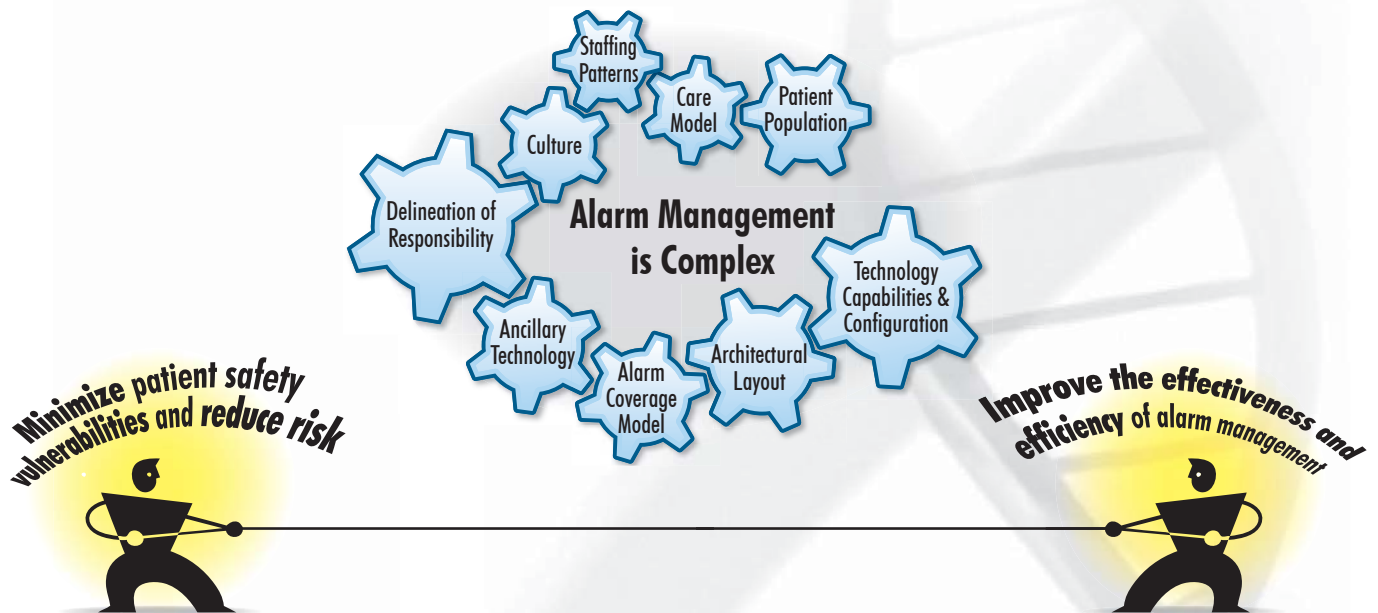 Staffing
Patterns
Care
Model
Patient
Population
Culture
Delineation of
Responsibility
Alarm Management
is Complex
Technology
Capabilities &
Configuration
Ancillary
Technology
Alarm
Coverage
Model
Architectural
Layout
Minimize patient safety
vulnerabilities and reduce risk
Improve the effectiveness and
efficiency of alarm management